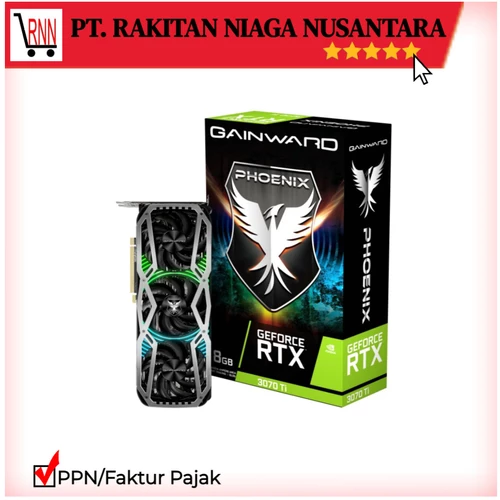 RNN
PT. RAKITAN NIAGA NUSANTARA
GAINWARD
PHOENIX
8GB
GEFORCE
RTX
3070 Ti
PHOENIX
NVIDIA
GEFORCE
RTX
3070 Ti
PPN/Faktur Pajak